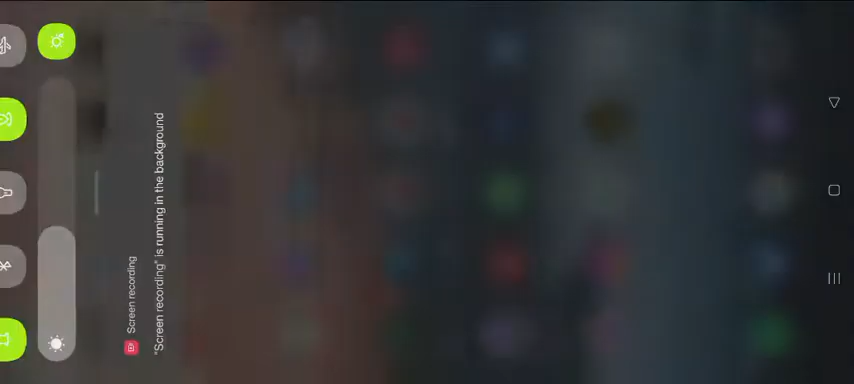 Screen recording
"Screen recording" is running in the background